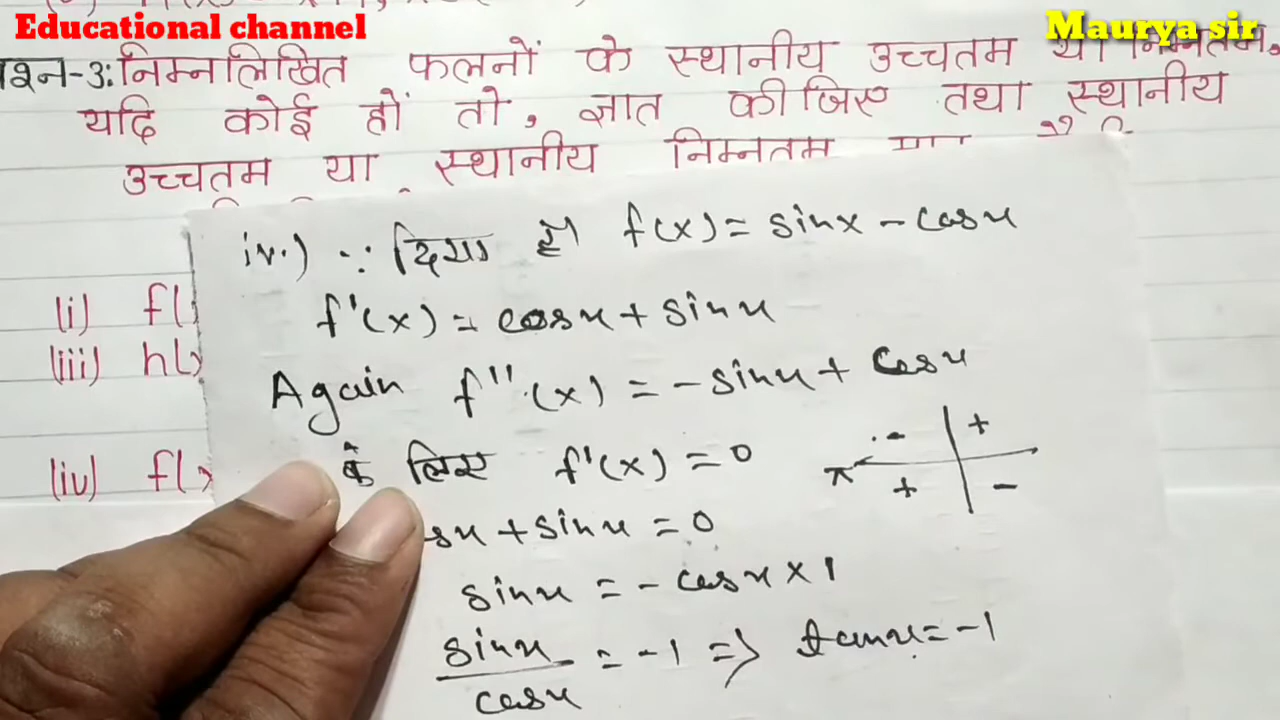 Educational channel
Maurya sir
प्रश्न-3: निम्नलिखित फलनों के स्थानीय उच्चतम या निम्नतम,
यदि कोई हों तो, ज्ञात कीजिए तथा स्थानीय
उच्चतम या स्थानीय निम्नतम
iv.) ∵ दिया है। f(x) = sinx - cosx
(i) f(
f'(x) = cosx + sinx
(iii) h(x
Again f''(x) = -sinx + cosx
(iv) f(x
के लिए f'(x) = 0
+ -
π + -
sx + sinx = 0
sinx = - cosx × 1
sinx/cosx = -1 => tanx = -1